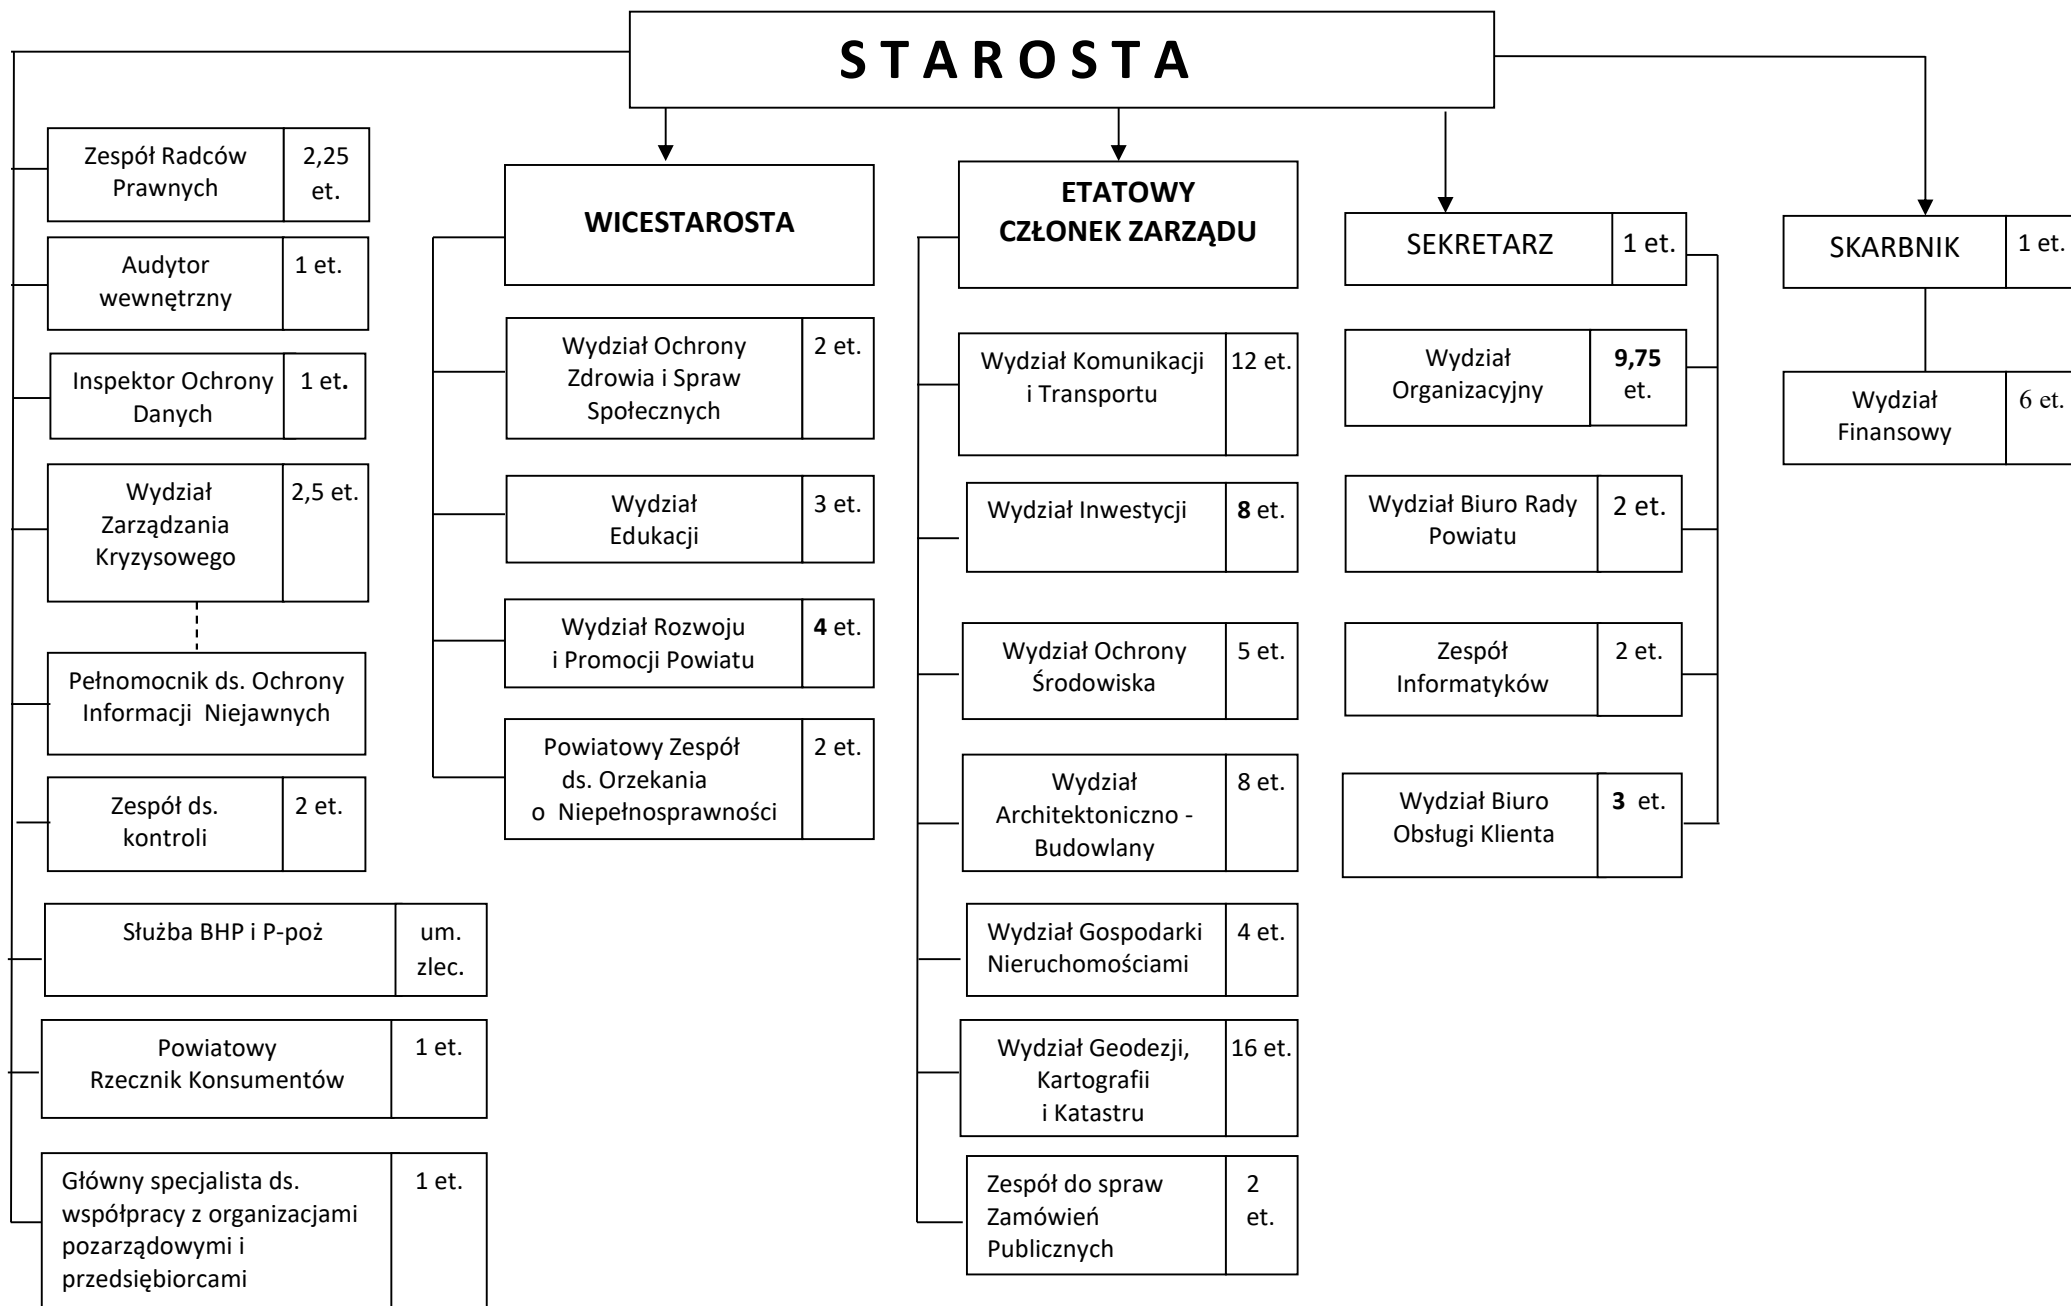 S T A R O S T A
Zespół Radców
Prawnych
2,25
et.
Audytor
wewnętrzny
1 et.
Inspektor Ochrony
Danych
1 et.
Wydział
Zarządzania
Kryzysowego
2,5 et.
Pełnomocnik ds. Ochrony
Informacji Niejawnych
Zespół ds.
kontroli
2 et.
Służba BHP i P-poż
um.
zlec.
Powiatowy
Rzecznik Konsumentów
1 et.
Główny specjalista ds.
współpracy z organizacjami
pozarządowymi i
przedsiębiorcami
1 et.
WICESTAROSTA
Wydział Ochrony
Zdrowia i Spraw
Społecznych
2 et.
Wydział
Edukacji
3 et.
Wydział Rozwoju
i Promocji Powiatu
4 et.
Powiatowy Zespół
ds. Orzekania
o Niepełnosprawności
2 et.
ETATOWY
CZŁONEK ZARZĄDU
Wydział Komunikacji
i Transportu
12 et.
Wydział Inwestycji
8 et.
Wydział Ochrony
Środowiska
5 et.
Wydział
Architektoniczno -
Budowlany
8 et.
Wydział Gospodarki
Nieruchomościami
4 et.
Wydział Geodezji,
Kartografii
i Katastru
16 et.
Zespół do spraw
Zamówień
Publicznych
2
et.
SEKRETARZ
1 et.
Wydział
Organizacyjny
9,75
et.
Wydział Biuro Rady
Powiatu
2 et.
Zespół
Informatyków
2 et.
Wydział Biuro
Obsługi Klienta
3 et.
SKARBNIK
1 et.
Wydział
Finansowy
6 et.